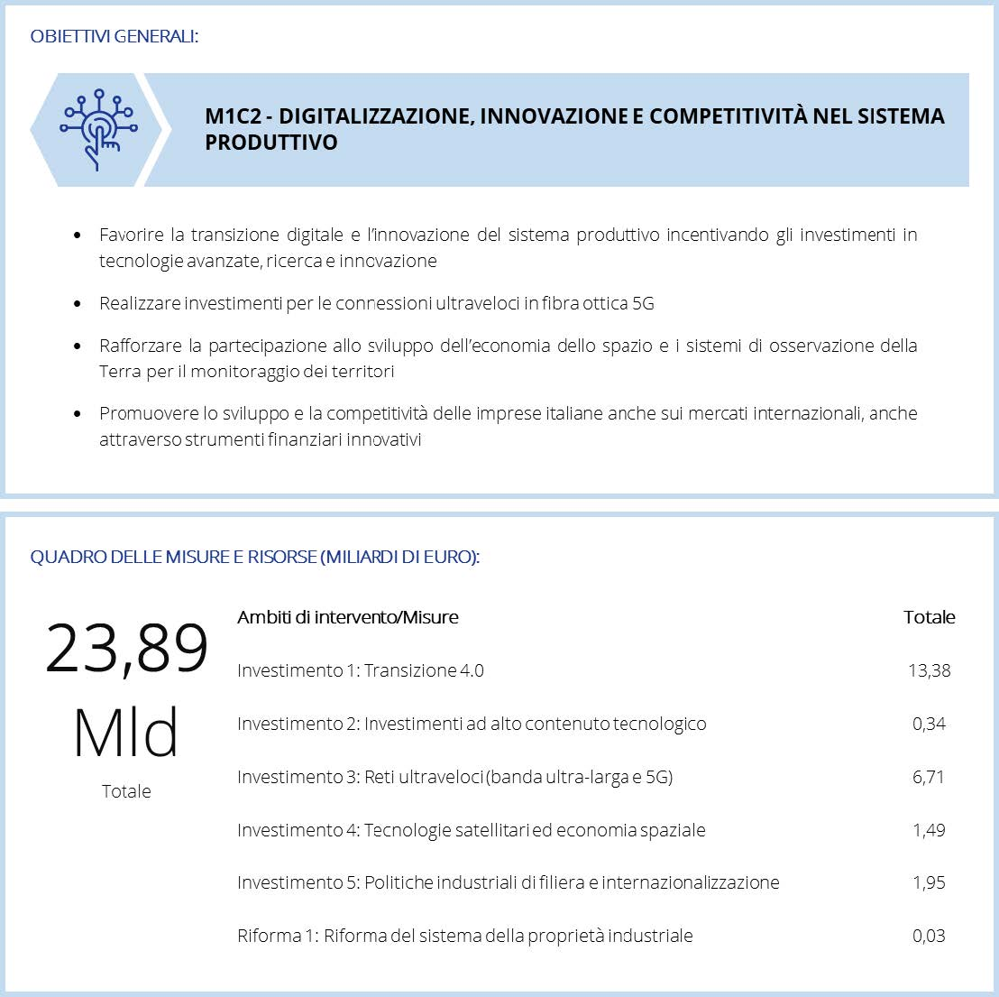 OBIETTIVI GENERALI:
M1C2 - DIGITALIZZAZIONE, INNOVAZIONE E COMPETITIVITÀ NEL SISTEMA
PRODUTTIVO
• Favorire la transizione digitale e l'innovazione del sistema produttivo incentivando gli investimenti in
tecnologie avanzate, ricerca e innovazione
• Realizzare investimenti per le connessioni ultraveloci in fibra ottica 5G
• Rafforzare la partecipazione allo sviluppo dell'economia dello spazio e i sistemi di osservazione della
Terra per il monitoraggio dei territori
• Promuovere lo sviluppo e la competitività delle imprese italiane anche sui mercati internazionali, anche
attraverso strumenti finanziari innovativi
QUADRO DELLE MISURE E RISORSE (MILIARDI DI EURO):
23,89
Mld
Totale
Ambiti di intervento/Misure Totale
Investimento 1: Transizione 4.0 13,38
Investimento 2: Investimenti ad alto contenuto tecnologico 0,34
Investimento 3: Reti ultraveloci (banda ultra-larga e 5G) 6,71
Investimento 4: Tecnologie satellitari ed economia spaziale 1,49
Investimento 5: Politiche industriali di filiera e internazionalizzazione 1,95
Riforma 1: Riforma del sistema della proprietà industriale 0,03